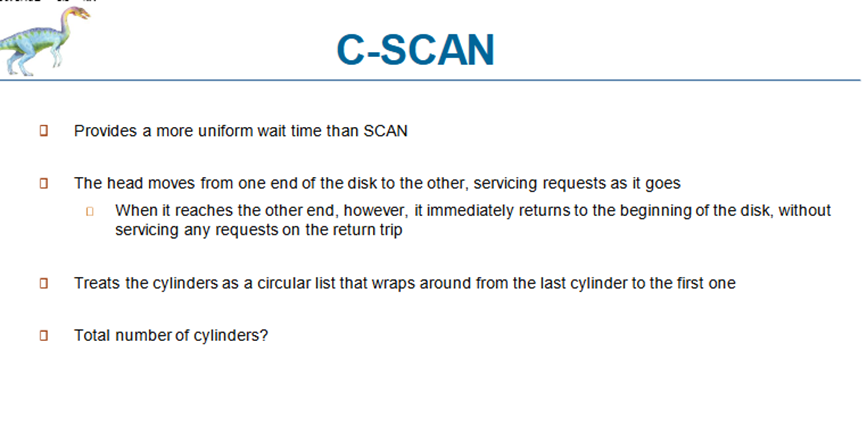 C-SCAN
Provides a more uniform wait time than SCAN
The head moves from one end of the disk to the other, servicing requests as it goes
When it reaches the other end, however, it immediately returns to the beginning of the disk, without
servicing any requests on the return trip
Treats the cylinders as a circular list that wraps around from the last cylinder to the first one
Total number of cylinders?